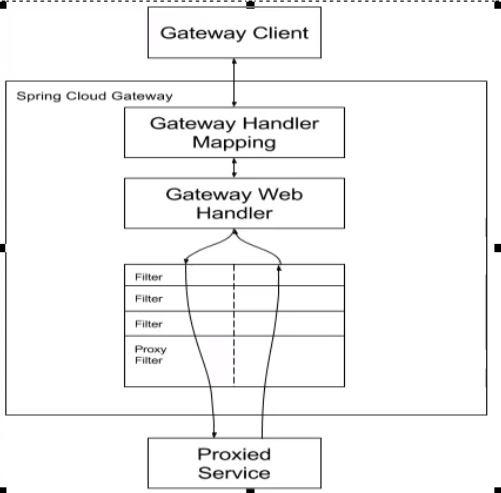 Gateway Client
Spring Cloud Gateway
Gateway Handler
Mapping
Gateway Web
Handler
Filter
Filter
Filter
Proxy
Filter
Proxied
Service